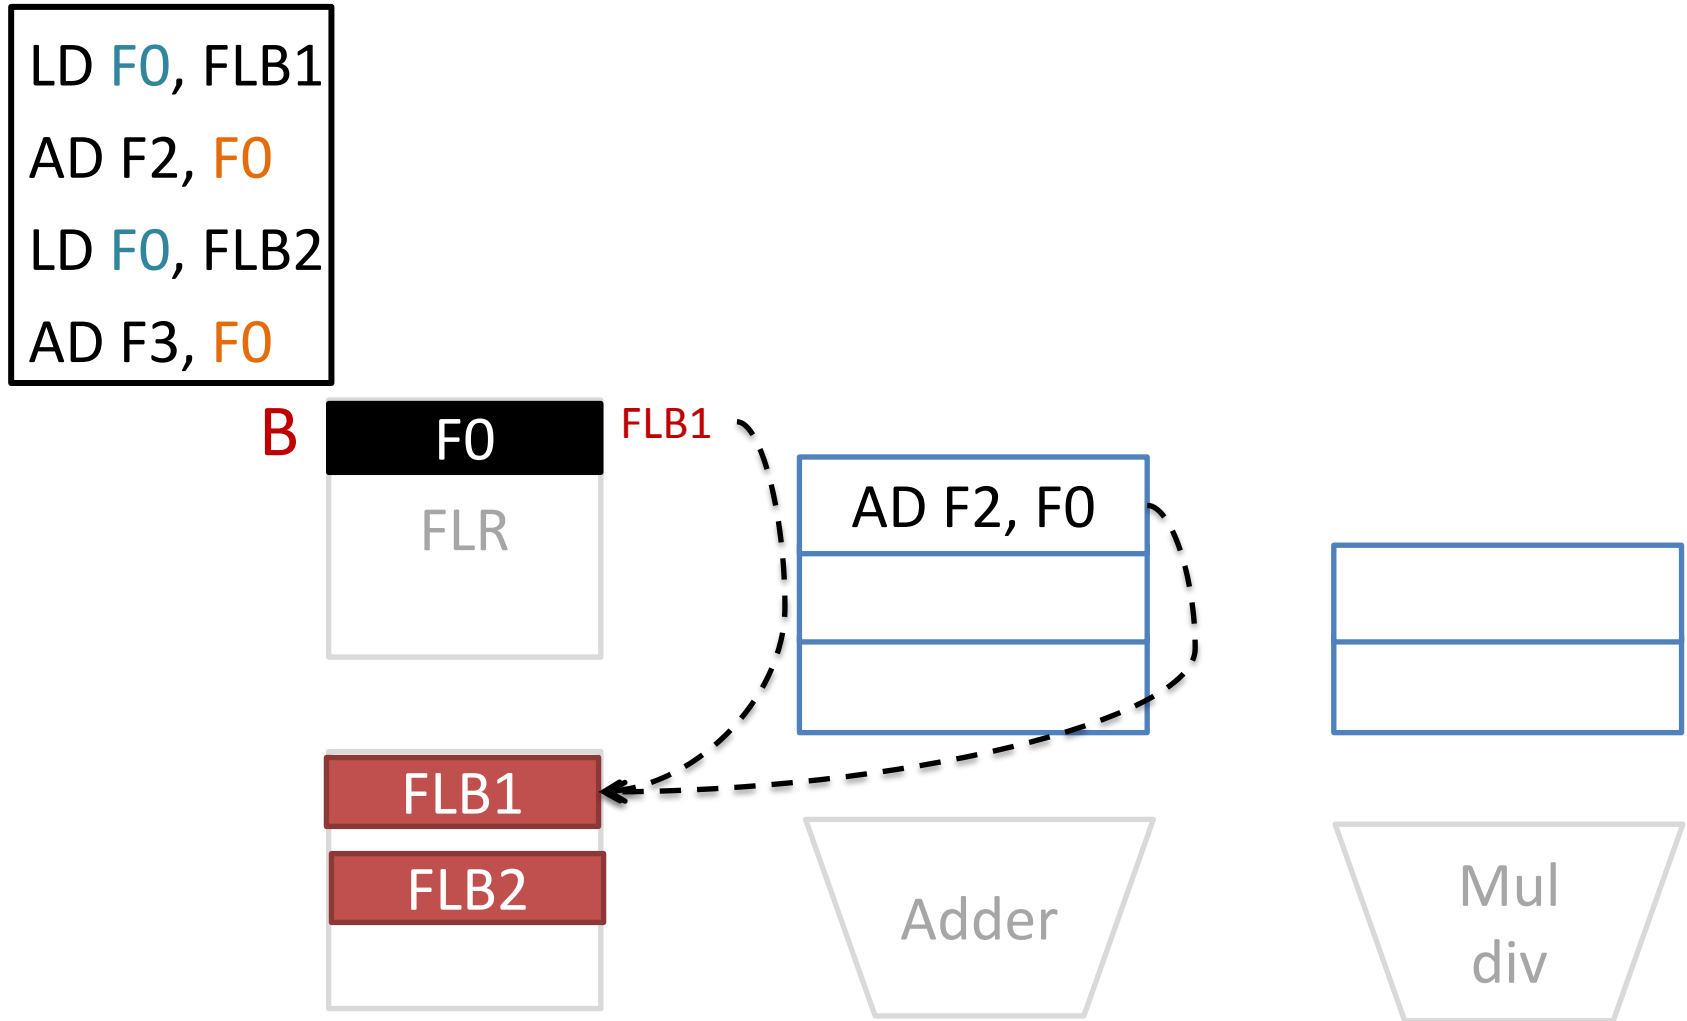 LD F0, FLB1
AD F2, F0
LD F0, FLB2
AD F3, F0
B
F0
FLB1
FLR
AD F2, F0
FLB1
FLB2
Adder
Mul
div